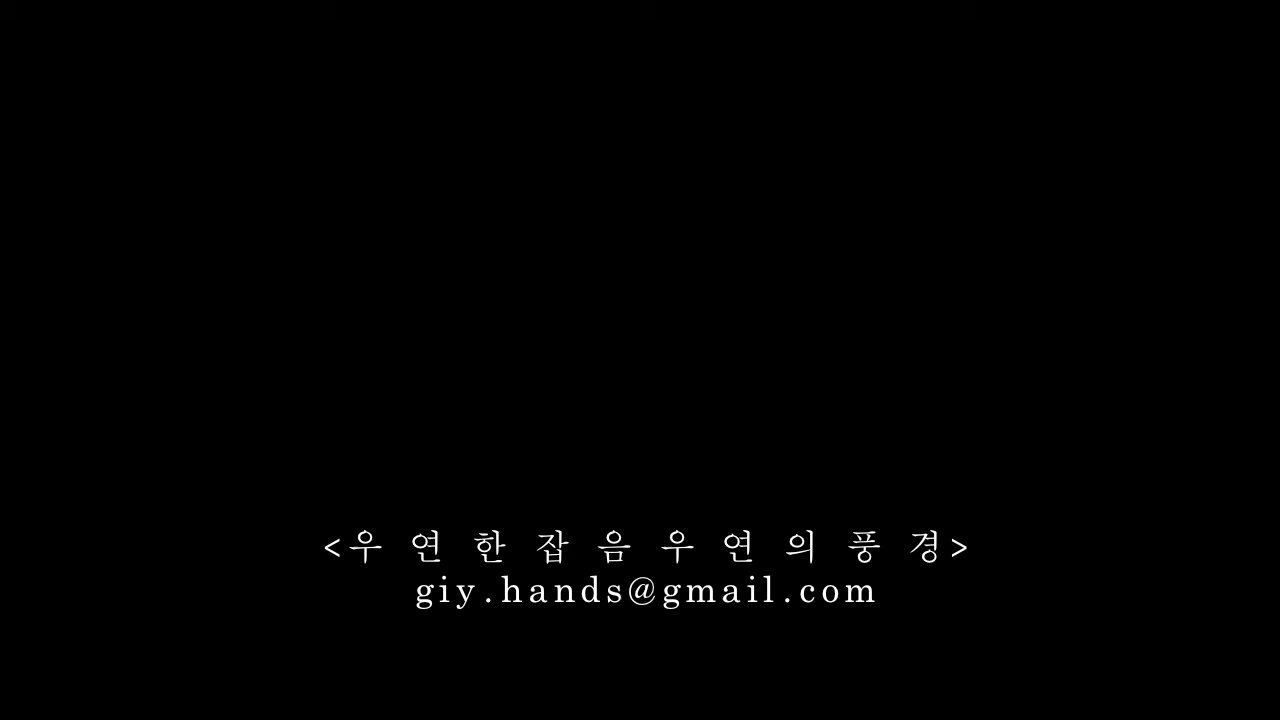 <우 연 한 잡 음 우 연 의 풍 경>
giy.hands@gmail.com